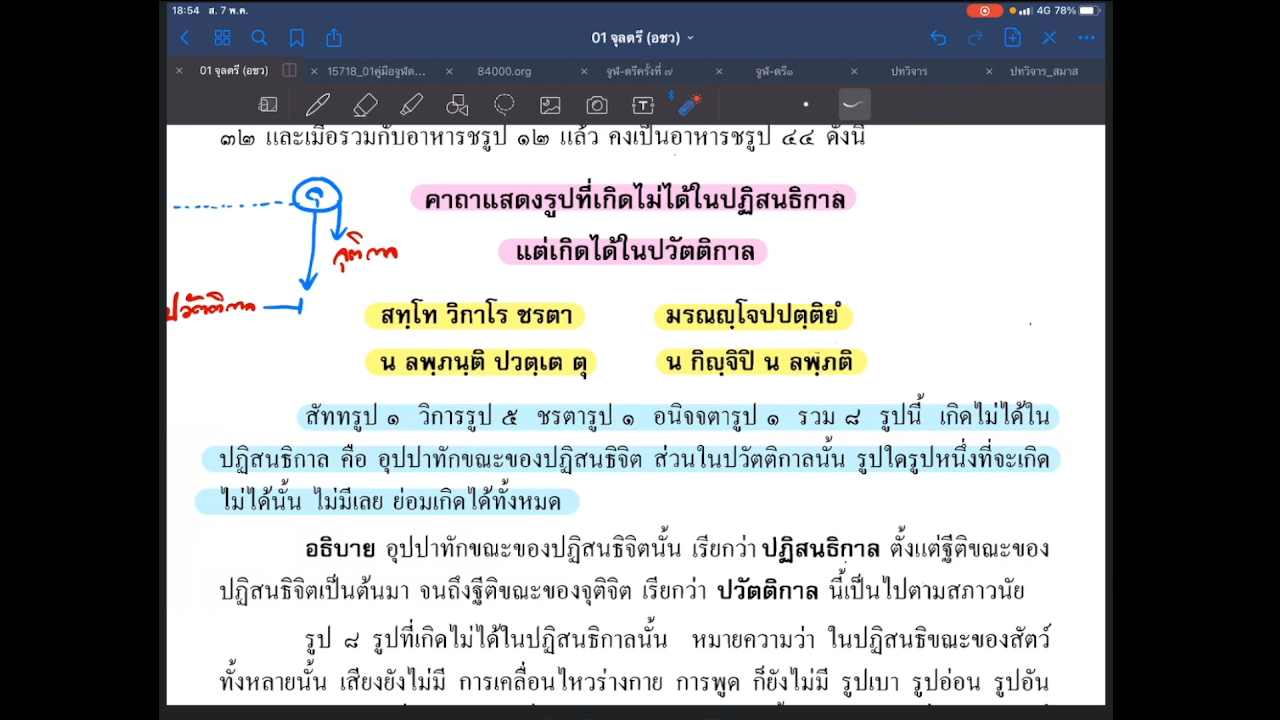 18:54 ส. 7 พ.ค.
4G 78%
01 จุลตรี (อชว)
01 จุลตรี (อชว)
15718_01คู่มือจูฬต...
84000.org
จูฬ-ตรีครั้งที่ ๗
จูฬ-ตรี๑
ปทวิจาร
ปทวิจาร_สมาส
๓๒ และเมื่อรวมกับอาหารชรูป ๑๒ แล้ว คงเป็นอาหารชรูป ๔๔ ดังนี้
คาถาแสดงรูปที่เกิดไม่ได้ในปฏิสนธิกาล
แต่เกิดได้ในปวัตติกาล
จุติกาล
ปวัตติกาล
สทฺโท วิกาโร ชรตา มรณญฺโจปปตฺติยํ
น ลพฺภนฺติ ปวตฺเต ตุ น กิญฺจิปิ น ลพฺภติ
สัททรูป ๑ วิการรูป ๕ ชรตารูป ๑ อนิจจตารูป ๑ รวม ๘ รูปนี้ เกิดไม่ได้ใน
ปฏิสนธิกาล คือ อุปปาทักขณะของปฏิสนธิจิต ส่วนในปวัตติกาลนั้น รูปใดรูปหนึ่งที่จะเกิด
ไม่ได้นั้น ไม่มีเลย ย่อมเกิดได้ทั้งหมด
อธิบาย อุปปาทักขณะของปฏิสนธิจิตนั้น เรียกว่า ปฏิสนธิกาล ตั้งแต่ฐีติขณะของ
ปฏิสนธิจิตเป็นต้นมา จนถึงฐีติขณะของจุติจิต เรียกว่า ปวัตติกาล นี้เป็นไปตามสภาวนัย
รูป ๘ รูปที่เกิดไม่ได้ในปฏิสนธิกาลนั้น หมายความว่า ในปฏิสนธิขณะของสัตว์
ทั้งหลายนั้น เสียงยังไม่มี การเคลื่อนไหวร่างกาย การพูด ก็ยังไม่มี รูปเบา รูปอ่อน รูปอัน